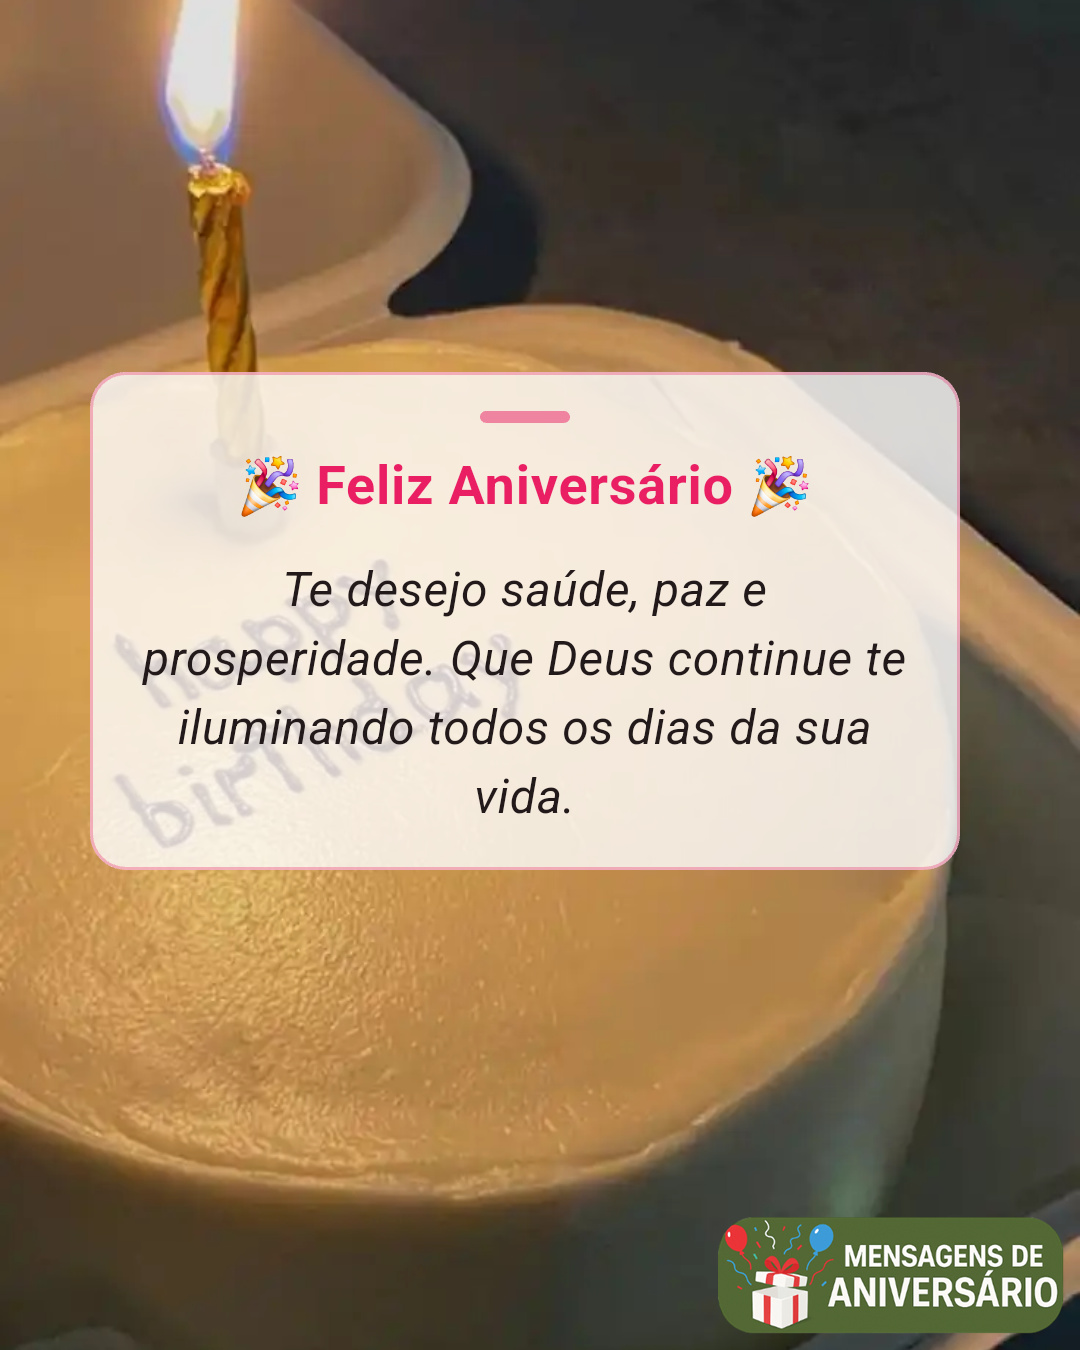 🎉 Feliz Aniversário 🎉
Te desejo saúde, paz e
prosperidade. Que Deus continue te
iluminando todos os dias da sua
vida.
happy
birthday
MENSAGENS DE
ANIVERSÁRIO